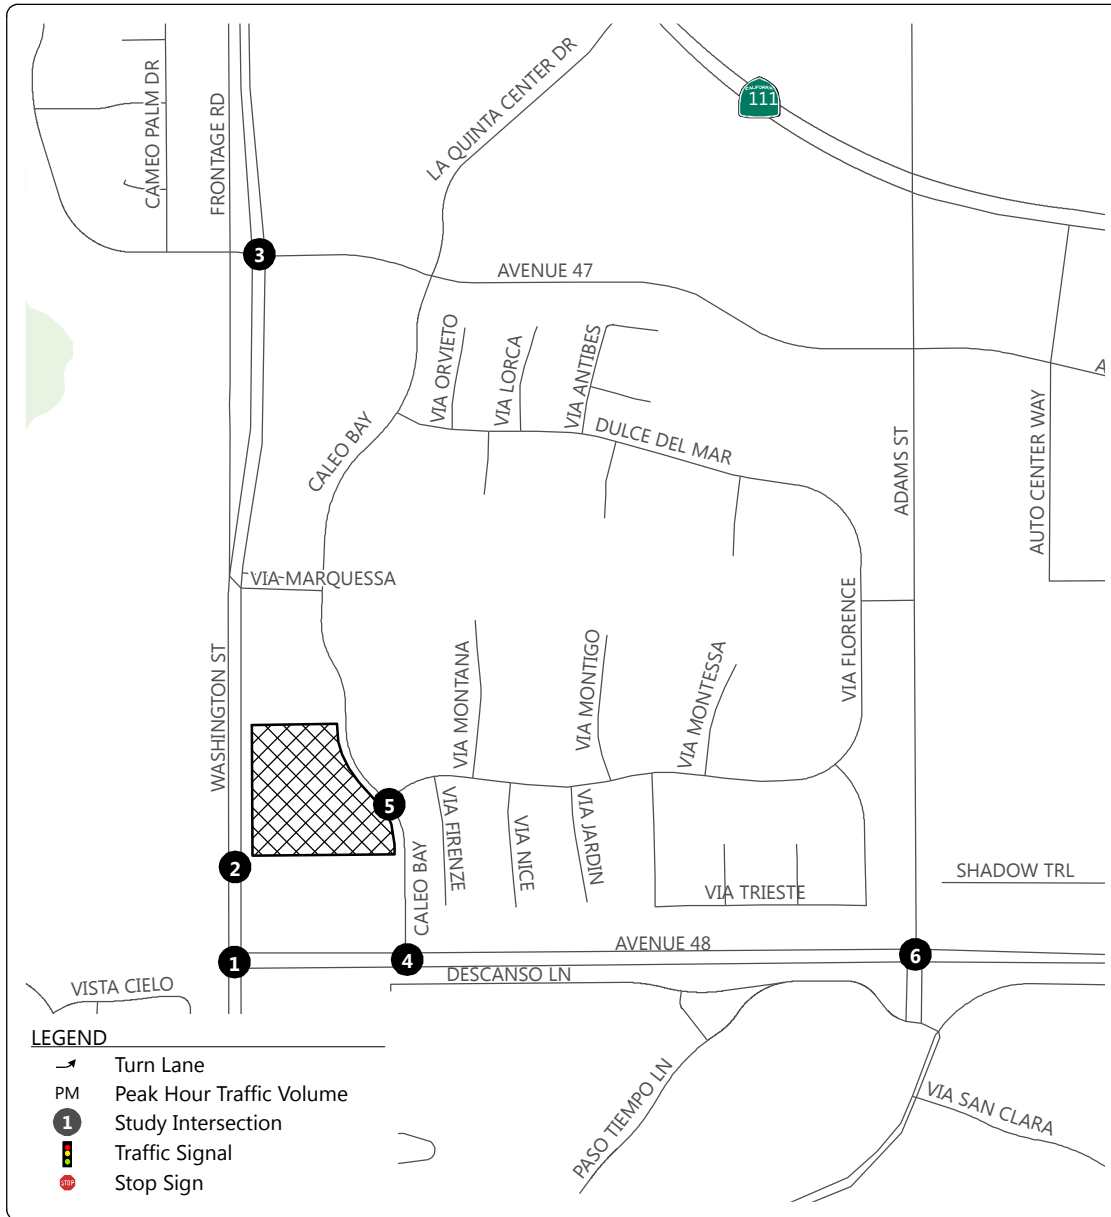 CAMEO PALM DR
FRONTAGE RD
LA QUINTA CENTER DR
CALIFORNIA
111
3
AVENUE 47
A
VIA ORVIETO
VIA LORCA
VIA ANTIBES
DULCE DEL MAR
CALEO BAY
ADAMS ST
AUTO CENTER WAY
VIA MARQUESSA
VIA FLORENCE
WASHINGTON ST
VIA MONTANA
VIA MONTIGO
VIA MONTESSA
5
VIA FIRENZE
VIA NICE
VIA JARDIN
2
CALEO BAY
VIA TRIESTE
SHADOW TRL
1
4
AVENUE 48
6
DESCANSO LN
VISTA CIELO
PASO TIEMPO LN
VIA SAN CLARA
LEGEND
Turn Lane
PM Peak Hour Traffic Volume
1 Study Intersection
Traffic Signal
STOP Stop Sign